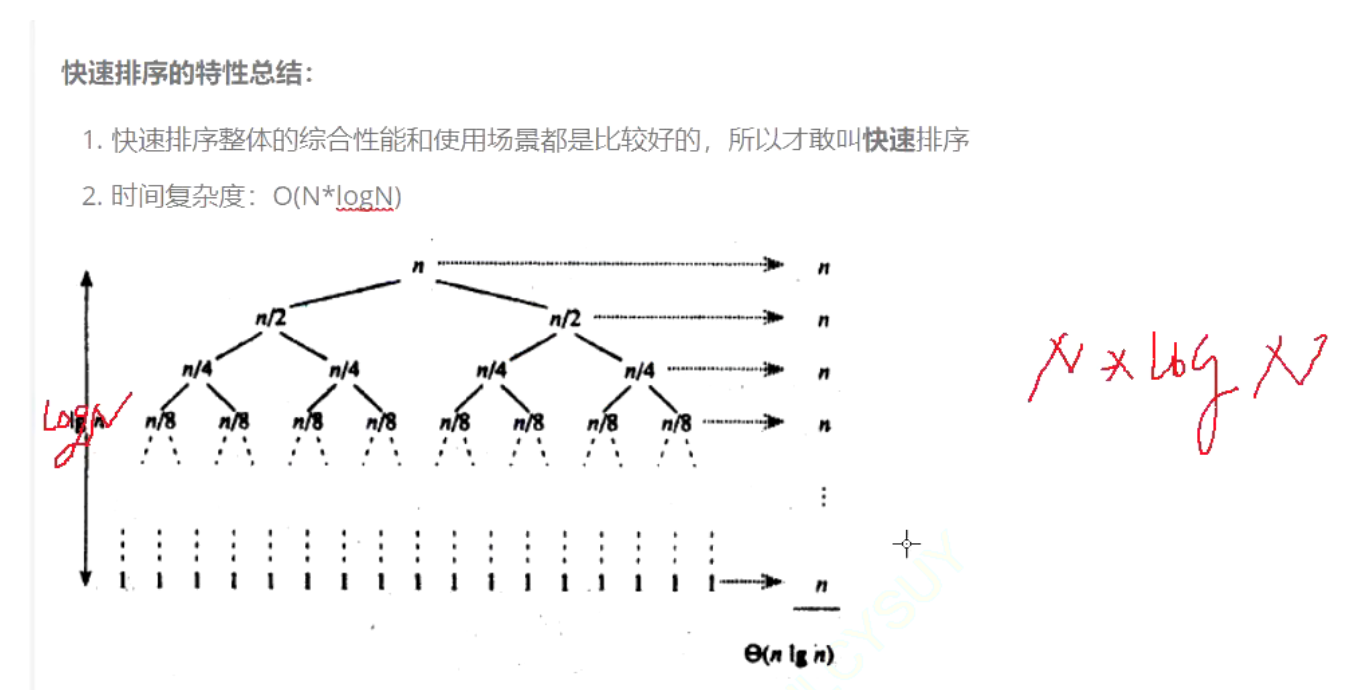 快速排序的特性总结：
1. 快速排序整体的综合性能和使用场景都是比较好的，所以才敢叫快速排序
2. 时间复杂度：O(N*logN)
n n
n/2 n/2 n
n/4 n/4 n/4 n/4 n
N * log N
logN lg n n/8 n/8 n/8 n/8 n/8 n/8 n/8 n/8 n
⋮
1 1 1 1 1 1 1 1 1 1 1 1 1 1 1 1 1 n
Θ(n lg n)